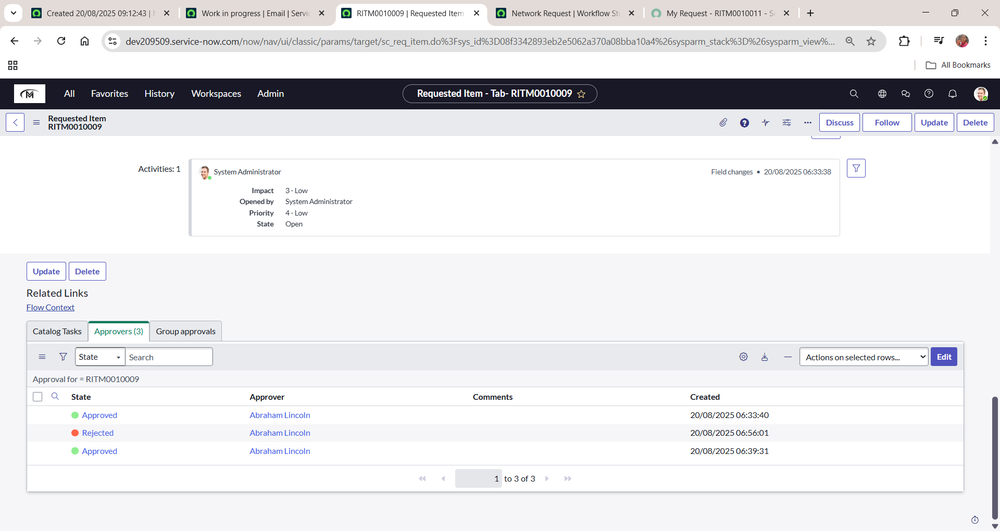 Created 20/08/2025 09:12:43 |
Work in progress | Email | Servic
RITM0010009 | Requested Item
Network Request | Workflow St
My Request - RITM0010011 - Se
dev209509.service-now.com/now/nav/ui/classic/params/target/sc_req_item.do%3Fsys_id%3D08f3342893eb2e5062a370a08bba10a4%26sysparm_stack%3D%26sysparm_view%...
All Bookmarks
M
All
Favorites
History
Workspaces
Admin
Requested Item - Tab- RITM0010009
Requested Item
RITM0010009
Discuss
Follow
Update
Delete
Activities: 1
System Administrator
Field changes • 20/08/2025 06:33:38
Impact 3 - Low
Opened by System Administrator
Priority 4 - Low
State Open
Update
Delete
Related Links
Flow Context
Catalog Tasks
Approvers (3)
Group approvals
State
Search
Actions on selected rows...
Edit
Approval for = RITM0010009
State Approver Comments Created
Approved Abraham Lincoln 20/08/2025 06:33:40
Rejected Abraham Lincoln 20/08/2025 06:56:01
Approved Abraham Lincoln 20/08/2025 06:39:31
1 to 3 of 3